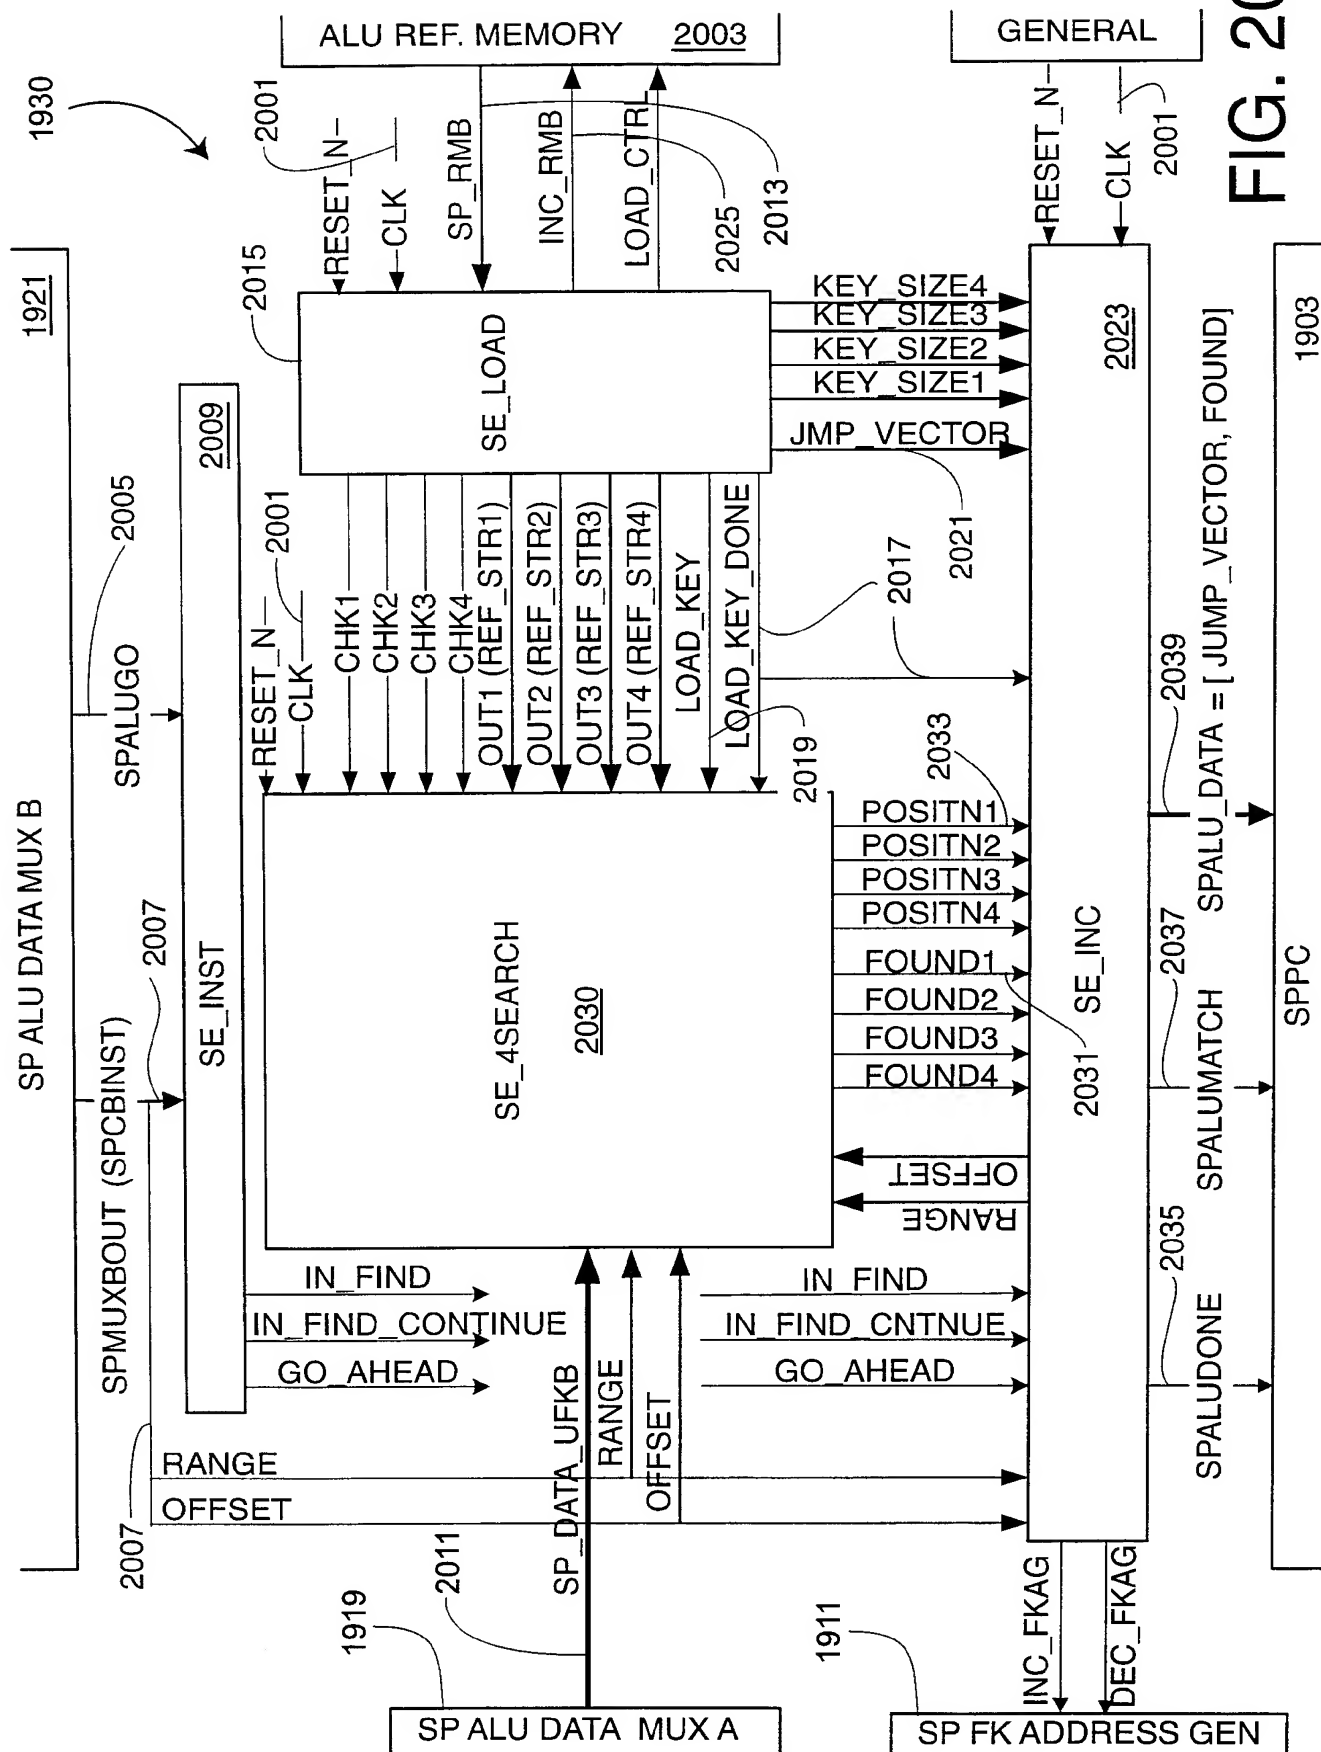 ALU REF. MEMORY 2003
GENERAL
FIG. 20
1930
2001
RESET_N
CLK
SP_RMB
INC_RMB
LOAD_CTRL
2013
2025
RESET_N
CLK
2001
1921
SP ALU DATA MUX B
2015
SE_LOAD
KEY_SIZE4
KEY_SIZE3
KEY_SIZE2
KEY_SIZE1
JMP_VECTOR
2021
2009
SE_INST
2005
SPALUGO
2007
SPMUXBOUT (SPCBINST)
2007
RESET_N
CLK
2001
CHK1
CHK2
CHK3
CHK4
OUT1 (REF_STR1)
OUT2 (REF_STR2)
OUT3 (REF_STR3)
OUT4 (REF_STR4)
LOAD_KEY
LOAD_KEY_DONE
2017
2019
SE_4SEARCH
2030
2033
POSITN1
POSITN2
POSITN3
POSITN4
FOUND1
FOUND2
FOUND3
FOUND4
2031
OFFSET
RANGE
2023
SE_INC
2039
SPALU_DATA = [ JUMP_VECTOR, FOUND]
2037
SPALUMATCH
2035
SPALUDONE
1903
SPPC
IN_FIND
IN_FIND_CONTINUE
GO_AHEAD
IN_FIND
IN_FIND_CNTNUE
GO_AHEAD
RANGE
OFFSET
SP_DATA_UFKB
RANGE
OFFSET
2011
1919
SP ALU DATA MUX A
1911
INC_FKAG
DEC_FKAG
SP FK ADDRESS GEN